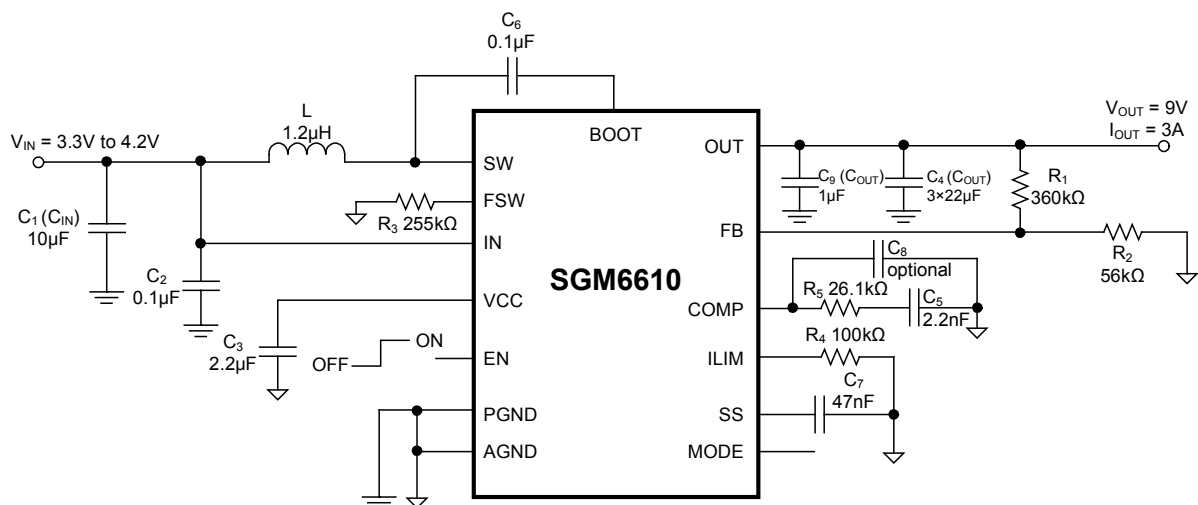 C6
0.1µF
L
1.2µH
VIN = 3.3V to 4.2V
C1 (CIN)
10µF
C2
0.1µF
C3
2.2µF
R3 255kΩ
OFF
ON
BOOT
SW
FSW
IN
VCC
EN
PGND
AGND
SGM6610
OUT
FB
COMP
ILIM
SS
MODE
VOUT = 9V
IOUT = 3A
C9 (COUT)
1µF
C4 (COUT)
3×22µF
R1
360kΩ
R2
56kΩ
C8
optional
R5 26.1kΩ
C5
2.2nF
R4 100kΩ
C7
47nF